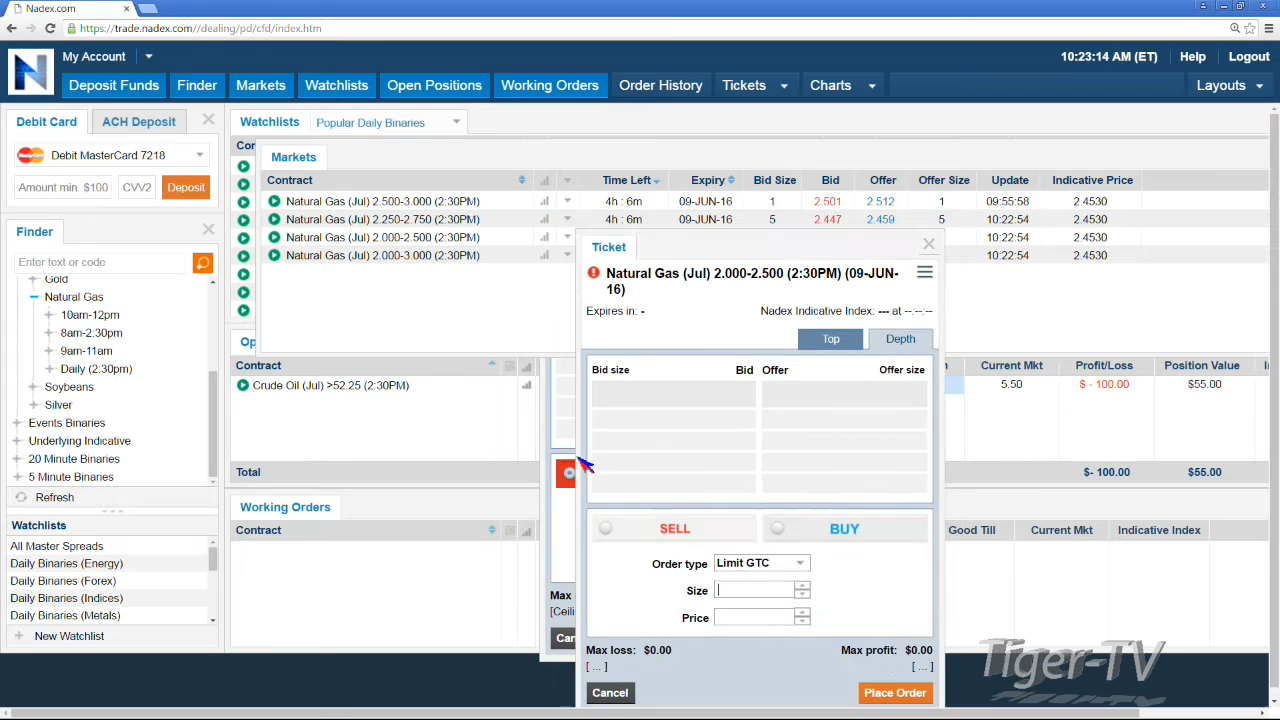 Nadex.com
https://trade.nadex.com//dealing/pd/cfd/index.htm
My Account
10:23:14 AM (ET) Help Logout
Deposit Funds Finder Markets Watchlists Open Positions Working Orders Order History Tickets Charts Layouts
Debit Card ACH Deposit
Debit MasterCard 7218
Amount min. $100 CVV2 Deposit
Finder
Enter text or code
Gold
Natural Gas
10am-12pm
8am-2:30pm
9am-11am
Daily (2:30pm)
Soybeans
Silver
Events Binaries
Underlying Indicative
20 Minute Binaries
5 Minute Binaries
Refresh
Watchlists
All Master Spreads
Daily Binaries (Energy)
Daily Binaries (Forex)
Daily Binaries (Indices)
Daily Binaries (Metals)
New Watchlist
Watchlists Popular Daily Binaries
Cor
Markets
Contract Time Left Expiry Bid Size Bid Offer Offer Size Update Indicative Price
Natural Gas (Jul) 2.500-3.000 (2:30PM) 4h : 6m 09-JUN-16 1 2.501 2.512 1 09:55:58 2.4530
Natural Gas (Jul) 2.250-2.750 (2:30PM) 4h : 6m 09-JUN-16 5 2.447 2.459 5 10:22:54 2.4530
Natural Gas (Jul) 2.000-2.500 (2:30PM) 10:22:54 2.4530
Natural Gas (Jul) 2.000-3.000 (2:30PM) 10:22:54 2.4530
Op
Contract Current Mkt Profit/Loss Position Value In
Crude Oil (Jul) >52.25 (2:30PM) 5.50 $ - 100.00 $55.00
Total $- 100.00 $55.00
Working Orders
Contract Good Till Current Mkt Indicative Index
Max
[Ceili
Can
Ticket
Natural Gas (Jul) 2.000-2.500 (2:30PM) (09-JUN-
16)
Expires in: - Nadex Indicative Index: --- at --:--:--
Top Depth
Bid size Bid Offer Offer size
SELL BUY
Order type Limit GTC
Size
Price
Max loss: $0.00 Max profit: $0.00
[ ... ] [ ... ]
Cancel Place Order
Tiger-TV